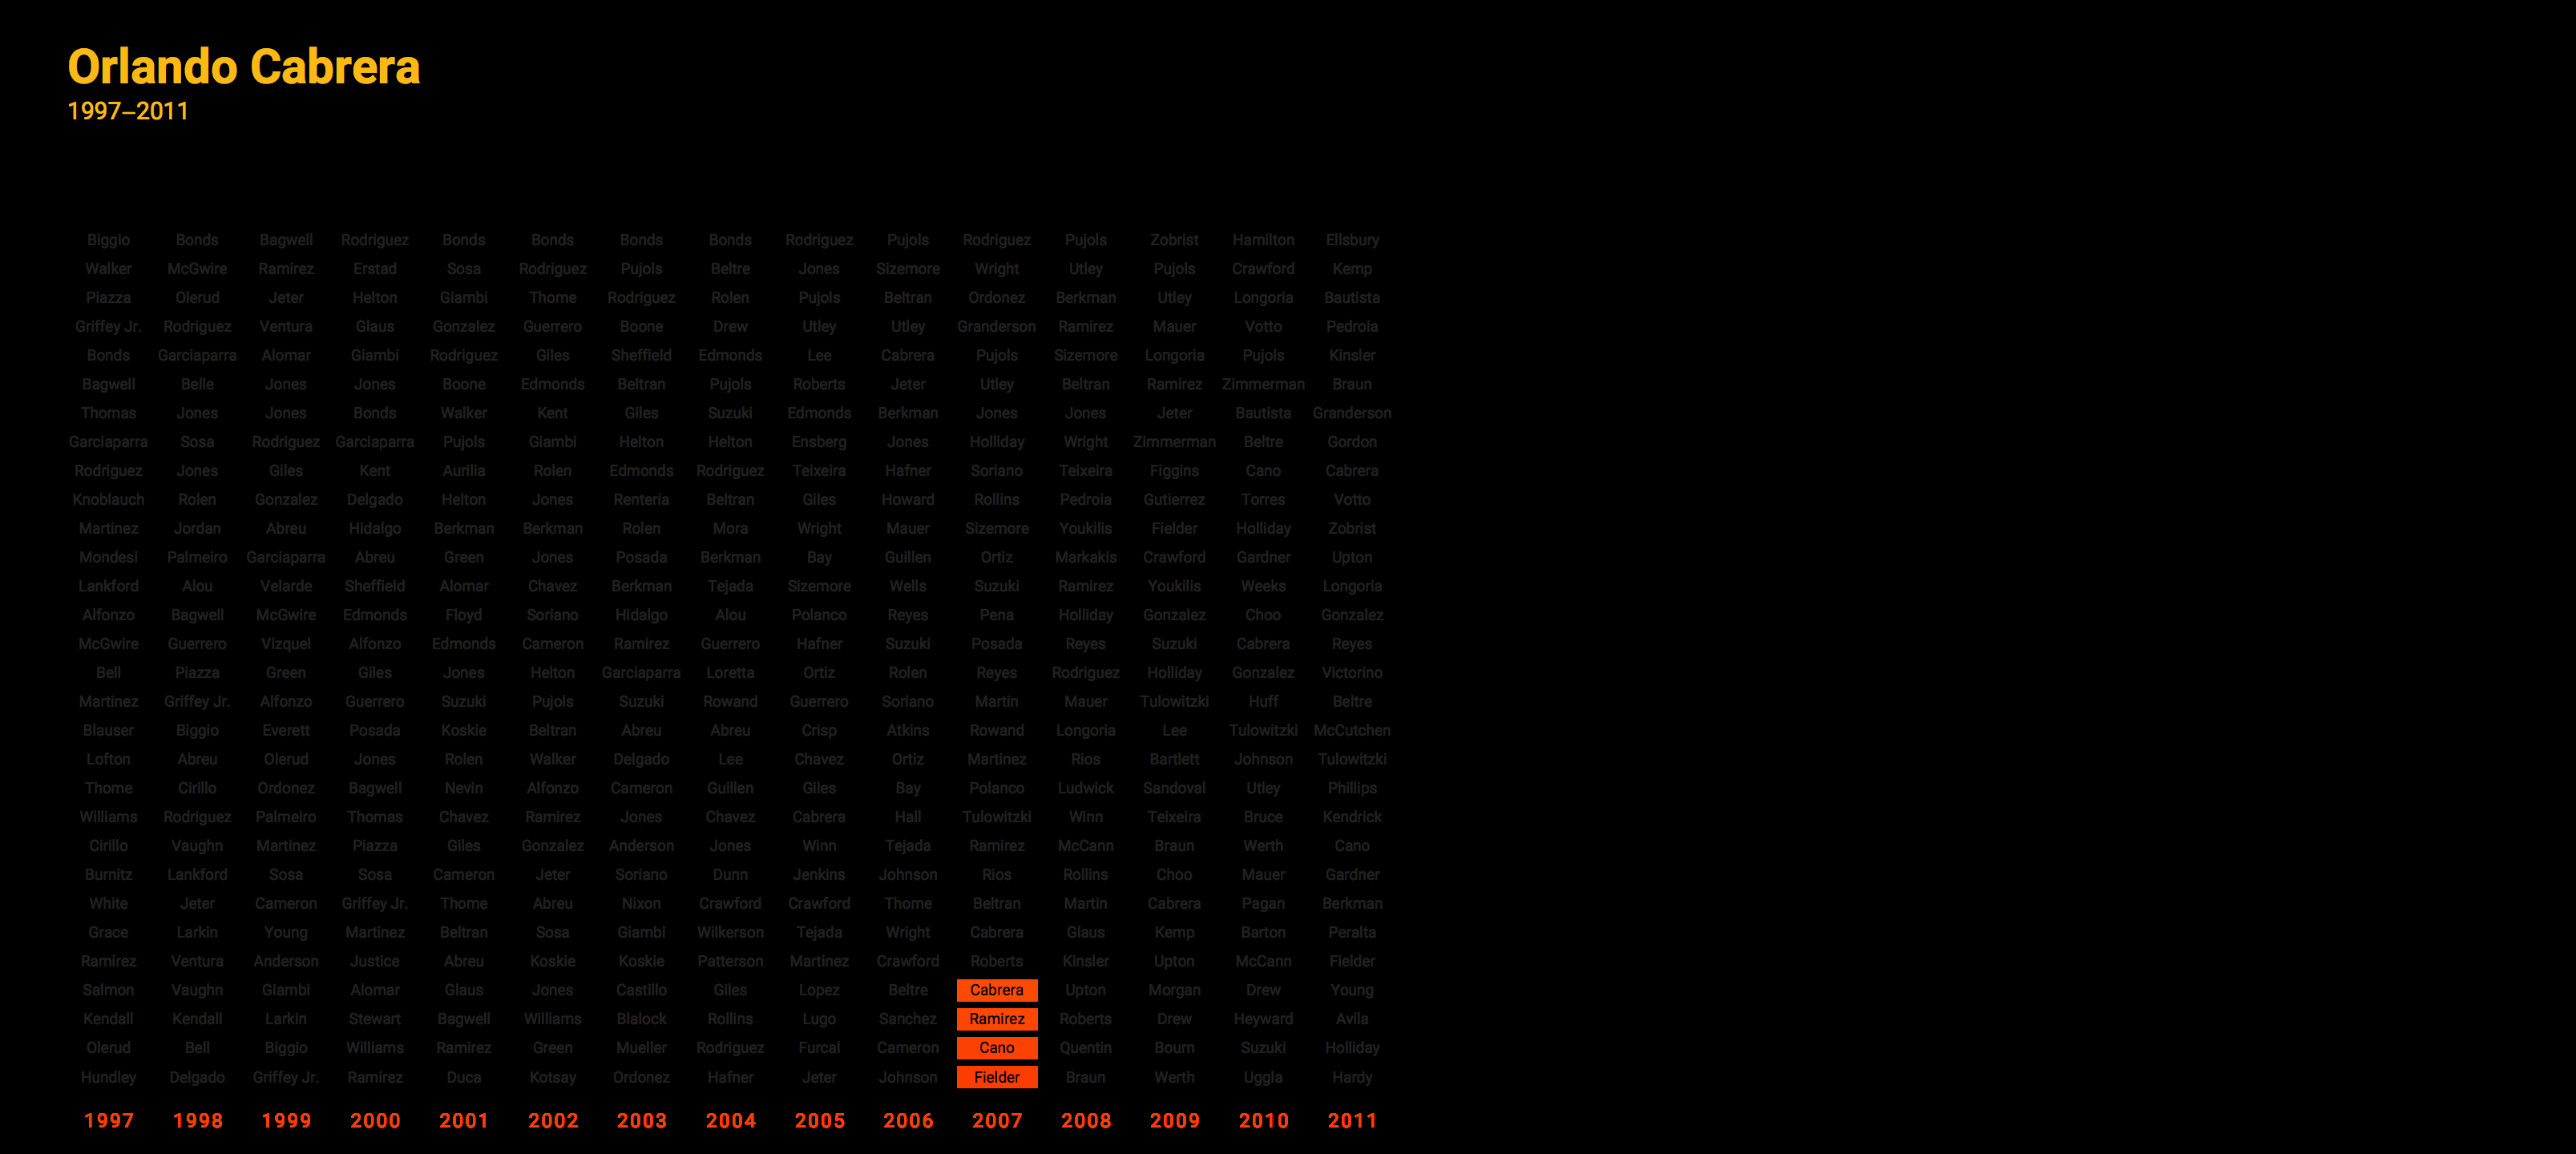 Orlando Cabrera
1997–2011
Biggio Bonds Bagwell Rodriguez Bonds Bonds Bonds Bonds Rodriguez Pujols Rodriguez Pujols Zobrist Hamilton Ellsbury
Walker McGwire Ramirez Erstad Sosa Rodriguez Pujols Beltre Jones Sizemore Wright Utley Pujols Crawford Kemp
Piazza Olerud Jeter Helton Giambi Thome Rodriguez Rolen Pujols Beltran Ordonez Berkman Utley Longoria Bautista
Griffey Jr. Rodriguez Ventura Glaus Gonzalez Guerrero Boone Drew Utley Utley Granderson Ramirez Mauer Votto Pedroia
Bonds Garciaparra Alomar Giambi Rodriguez Giles Sheffield Edmonds Lee Cabrera Pujols Sizemore Longoria Pujols Kinsler
Bagwell Belle Jones Jones Boone Edmonds Beltran Pujols Roberts Jeter Utley Beltran Ramirez Zimmerman Braun
Thomas Jones Jones Bonds Walker Kent Giles Suzuki Edmonds Berkman Jones Jones Jeter Bautista Granderson
Garciaparra Sosa Rodriguez Garciaparra Pujols Giambi Helton Helton Ensberg Jones Holliday Wright Zimmerman Beltre Gordon
Rodriguez Jones Giles Kent Aurilia Rolen Edmonds Rodriguez Teixeira Hafner Soriano Teixeira Figgins Cano Cabrera
Knoblauch Rolen Gonzalez Delgado Helton Jones Renteria Beltran Giles Howard Rollins Pedroia Gutierrez Torres Votto
Martinez Jordan Abreu Hidalgo Berkman Berkman Rolen Mora Wright Mauer Sizemore Youkilis Fielder Holliday Zobrist
Mondesi Palmeiro Garciaparra Abreu Green Jones Posada Berkman Bay Guillen Ortiz Markakis Crawford Gardner Upton
Lankford Alou Velarde Sheffield Alomar Chavez Berkman Tejada Sizemore Wells Suzuki Ramirez Youkilis Weeks Longoria
Alfonzo Bagwell McGwire Edmonds Floyd Soriano Hidalgo Alou Polanco Reyes Pena Holliday Gonzalez Choo Gonzalez
McGwire Guerrero Vizquel Alfonzo Edmonds Cameron Ramirez Guerrero Hafner Suzuki Posada Reyes Suzuki Cabrera Reyes
Bell Piazza Green Giles Jones Helton Garciaparra Loretta Ortiz Rolen Reyes Rodriguez Holliday Gonzalez Victorino
Martinez Griffey Jr. Alfonzo Guerrero Suzuki Pujols Suzuki Rowand Guerrero Soriano Martin Mauer Tulowitzki Huff Beltre
Blauser Biggio Everett Posada Koskie Beltran Abreu Abreu Crisp Atkins Rowand Longoria Lee Tulowitzki McCutchen
Lofton Abreu Olerud Jones Rolen Walker Delgado Lee Chavez Ortiz Martinez Rios Bartlett Johnson Tulowitzki
Thome Cirillo Ordonez Bagwell Nevin Alfonzo Cameron Guillen Giles Bay Polanco Ludwick Sandoval Utley Phillips
Williams Rodriguez Palmeiro Thomas Chavez Ramirez Jones Chavez Cabrera Hall Tulowitzki Winn Teixeira Bruce Kendrick
Cirillo Vaughn Martinez Piazza Giles Gonzalez Anderson Jones Winn Tejada Ramirez McCann Braun Werth Cano
Burnitz Lankford Sosa Sosa Cameron Jeter Soriano Dunn Jenkins Johnson Rios Rollins Choo Mauer Gardner
White Jeter Cameron Griffey Jr. Thome Abreu Nixon Crawford Crawford Thome Beltran Martin Cabrera Pagan Berkman
Grace Larkin Young Martinez Beltran Sosa Giambi Wilkerson Tejada Wright Cabrera Glaus Kemp Barton Peralta
Ramirez Ventura Anderson Justice Abreu Koskie Koskie Patterson Martinez Crawford Roberts Kinsler Upton McCann Fielder
Salmon Vaughn Giambi Alomar Glaus Jones Castillo Giles Lopez Beltre Cabrera Upton Morgan Drew Young
Kendall Kendall Larkin Stewart Bagwell Williams Blalock Rollins Lugo Sanchez Ramirez Roberts Drew Heyward Avila
Olerud Bell Biggio Williams Ramirez Green Mueller Rodriguez Furcal Cameron Cano Quentin Bourn Suzuki Holliday
Hundley Delgado Griffey Jr. Ramirez Duca Kotsay Ordonez Hafner Jeter Johnson Fielder Braun Werth Uggla Hardy
1997 1998 1999 2000 2001 2002 2003 2004 2005 2006 2007 2008 2009 2010 2011